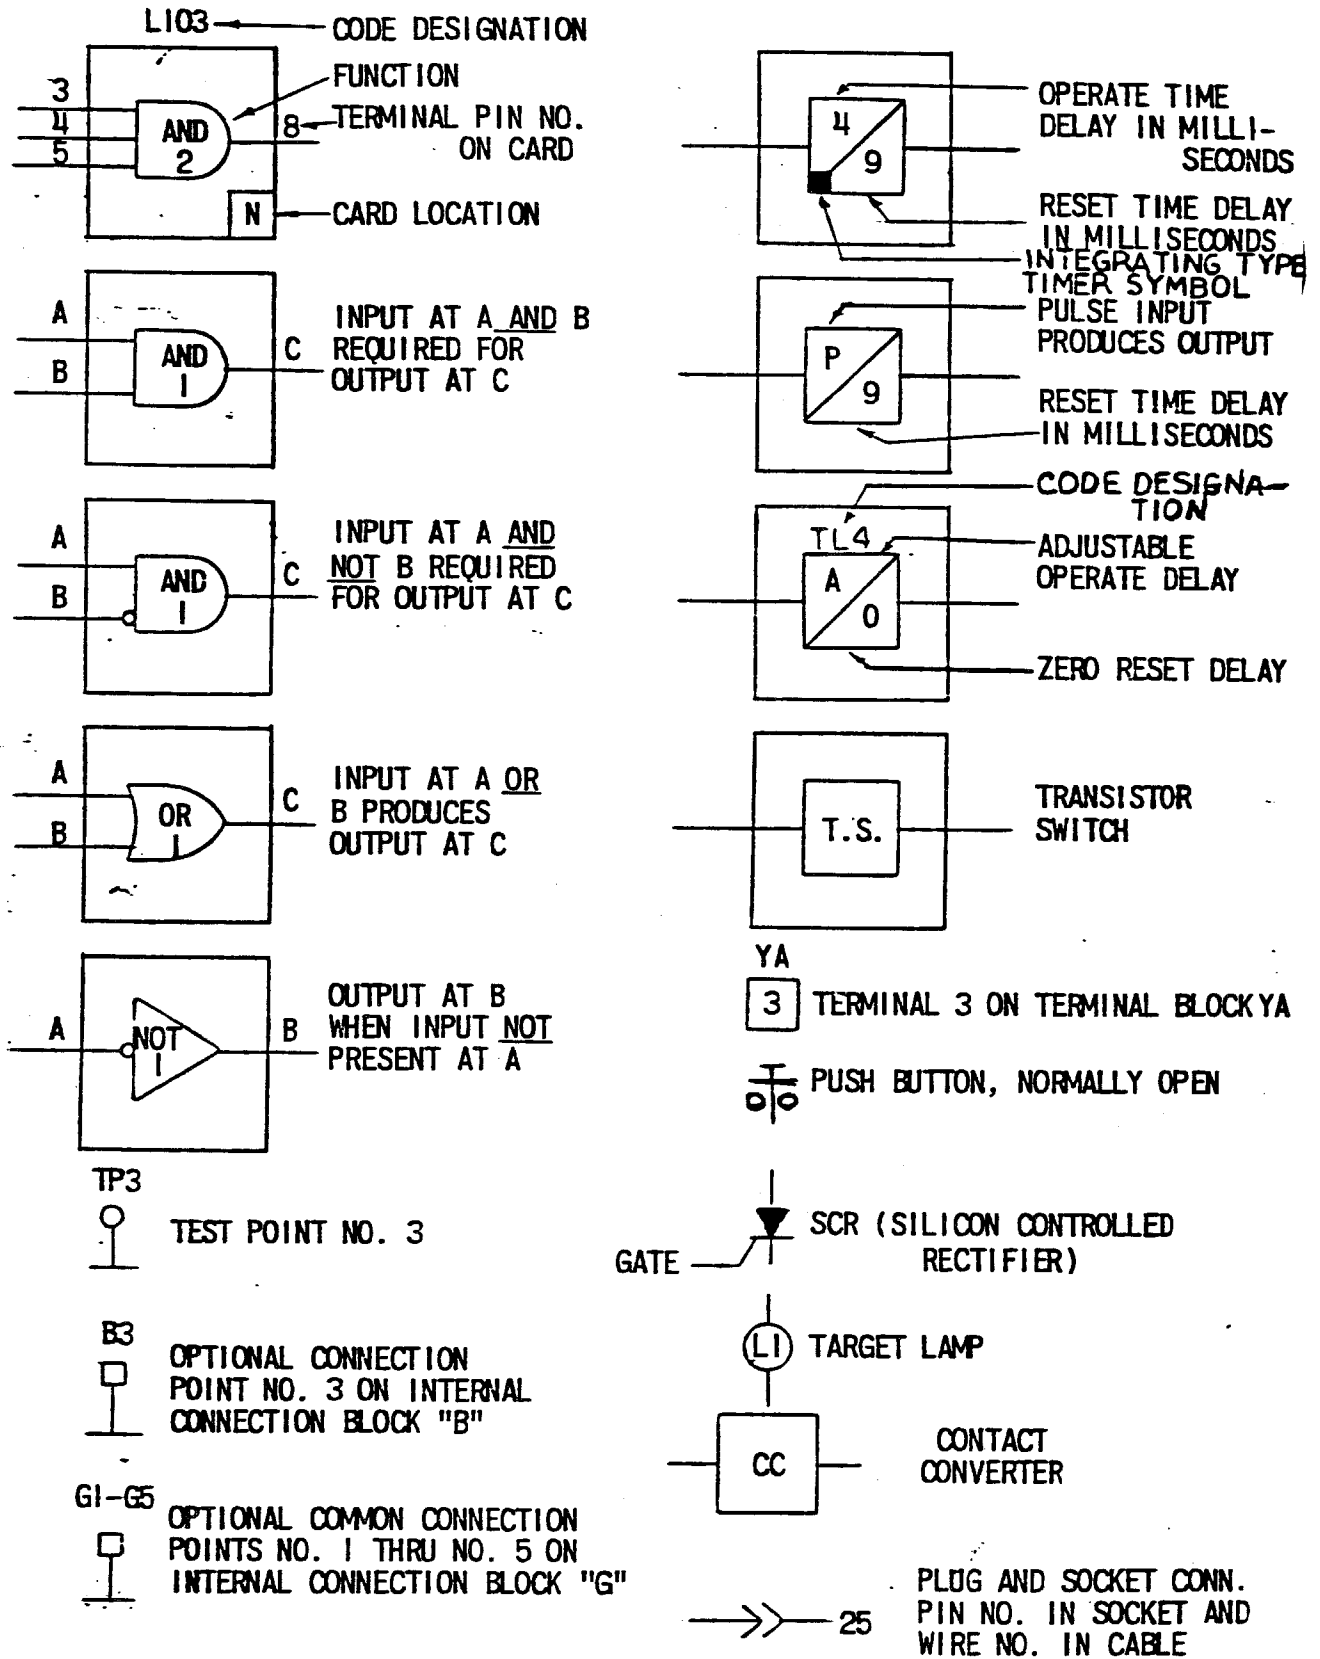 L103
CODE DESIGNATION
3
4
5
AND
2
FUNCTION
8
TERMINAL PIN NO.
ON CARD
N
CARD LOCATION
A
B
AND
1
C
INPUT AT A AND B
REQUIRED FOR
OUTPUT AT C
A
B
AND
1
C
INPUT AT A AND
NOT B REQUIRED
FOR OUTPUT AT C
A
B
OR
1
C
INPUT AT A OR
B PRODUCES
OUTPUT AT C
A
NOT
1
B
OUTPUT AT B
WHEN INPUT NOT
PRESENT AT A
TP3
TEST POINT NO. 3
B3
OPTIONAL CONNECTION
POINT NO. 3 ON INTERNAL
CONNECTION BLOCK "B"
G1-G5
OPTIONAL COMMON CONNECTION
POINTS NO. 1 THRU NO. 5 ON
INTERNAL CONNECTION BLOCK "G"
4
9
OPERATE TIME
DELAY IN MILLI-
SECONDS
RESET TIME DELAY
IN MILLISECONDS
INTEGRATING TYPE
TIMER SYMBOL
P
9
PULSE INPUT
PRODUCES OUTPUT
RESET TIME DELAY
IN MILLISECONDS
CODE DESIGNA-
TION
TL4
A
0
ADJUSTABLE
OPERATE DELAY
ZERO RESET DELAY
T.S.
TRANSISTOR
SWITCH
YA
3
TERMINAL 3 ON TERMINAL BLOCK YA
PUSH BUTTON, NORMALLY OPEN
GATE
SCR (SILICON CONTROLLED
RECTIFIER)
L1
TARGET LAMP
CC
CONTACT
CONVERTER
25
PLUG AND SOCKET CONN.
PIN NO. IN SOCKET AND
WIRE NO. IN CABLE